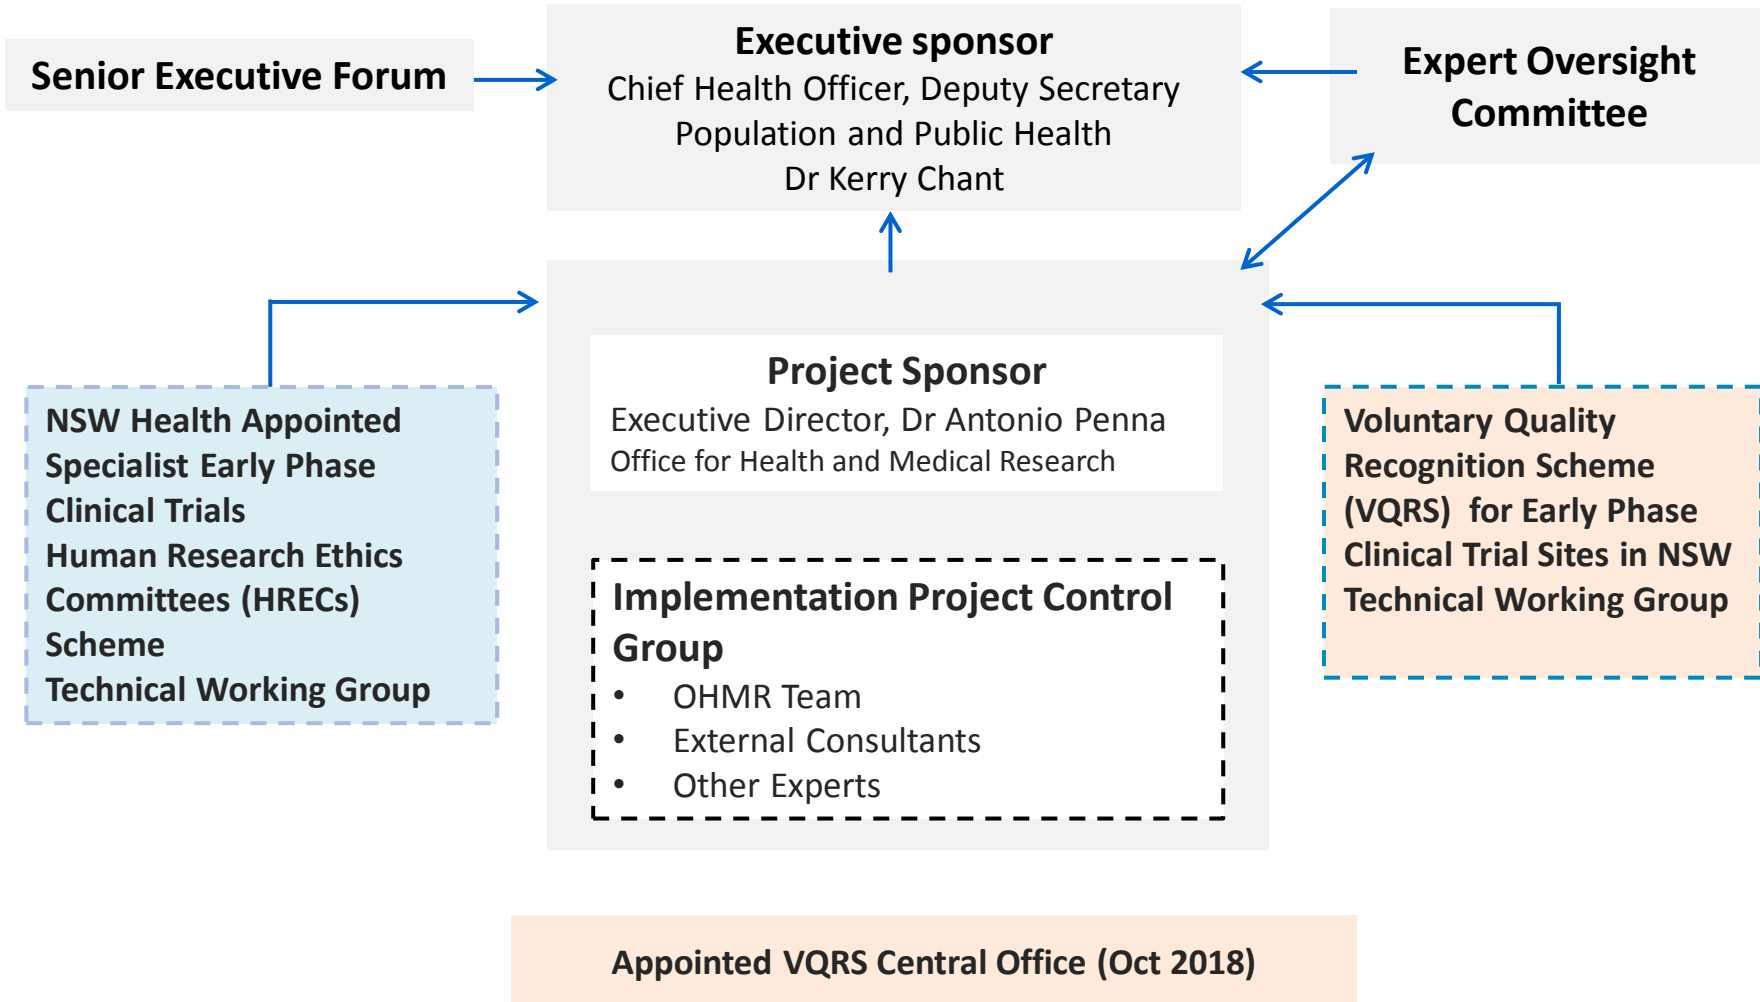 Senior Executive Forum
Executive sponsor
Chief Health Officer, Deputy Secretary
Population and Public Health
Dr Kerry Chant
Expert Oversight
Committee
NSW Health Appointed
Specialist Early Phase
Clinical Trials
Human Research Ethics
Committees (HRECs)
Scheme
Technical Working Group
Project Sponsor
Executive Director, Dr Antonio Penna
Office for Health and Medical Research
Implementation Project Control
Group
• OHMR Team
• External Consultants
• Other Experts
Voluntary Quality
Recognition Scheme
(VQRS) for Early Phase
Clinical Trial Sites in NSW
Technical Working Group
Appointed VQRS Central Office (Oct 2018)